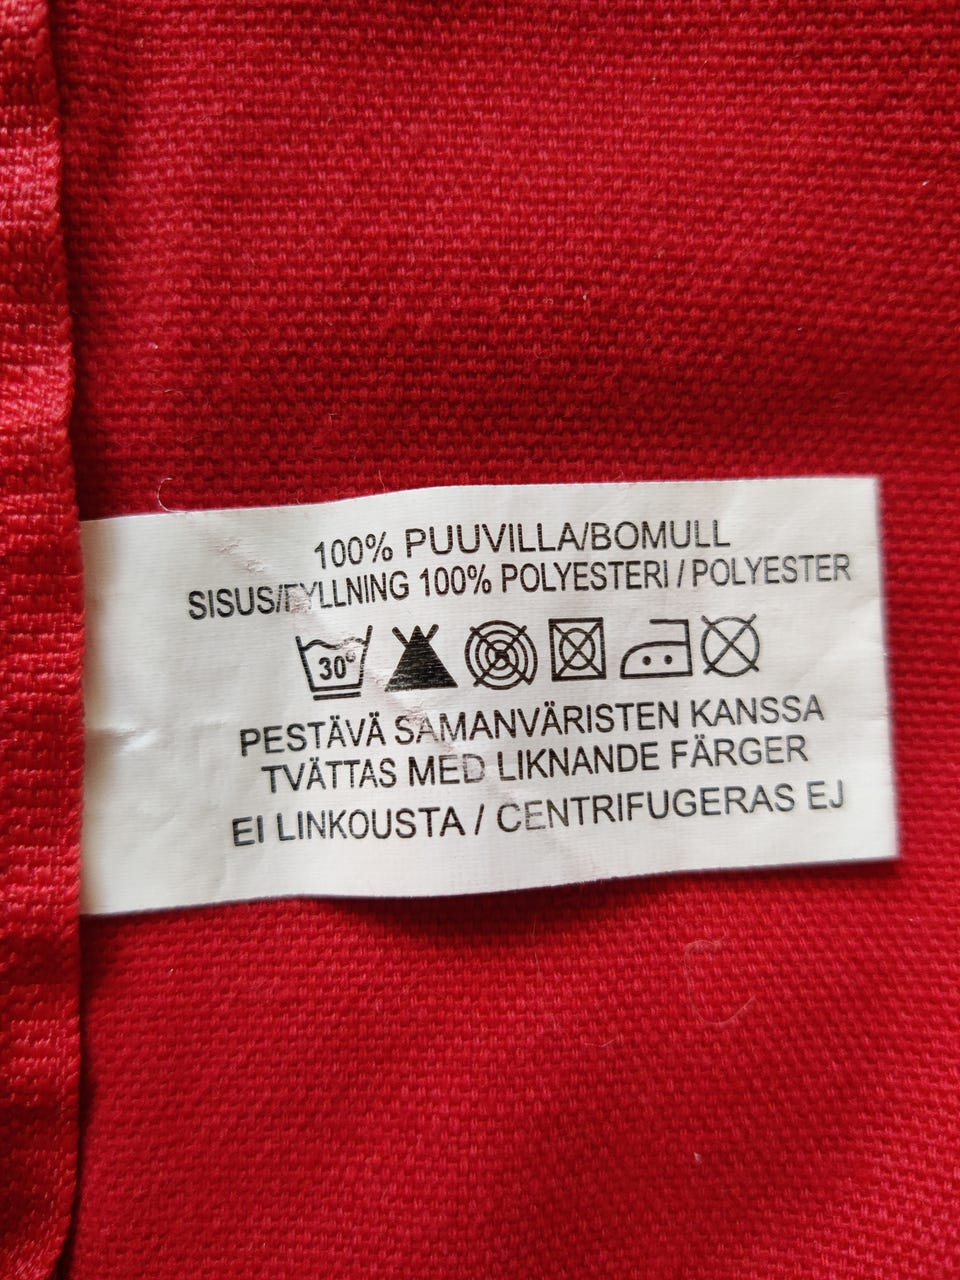 100% PUUVILLA/BOMULL
SISUS/FYLLNING 100% POLYESTERI / POLYESTER
30°
PESTÄVÄ SAMANVÄRISTEN KANSSA
TVÄTTAS MED LIKNANDE FÄRGER
EI LINKOUSTA / CENTRIFUGERAS EJ